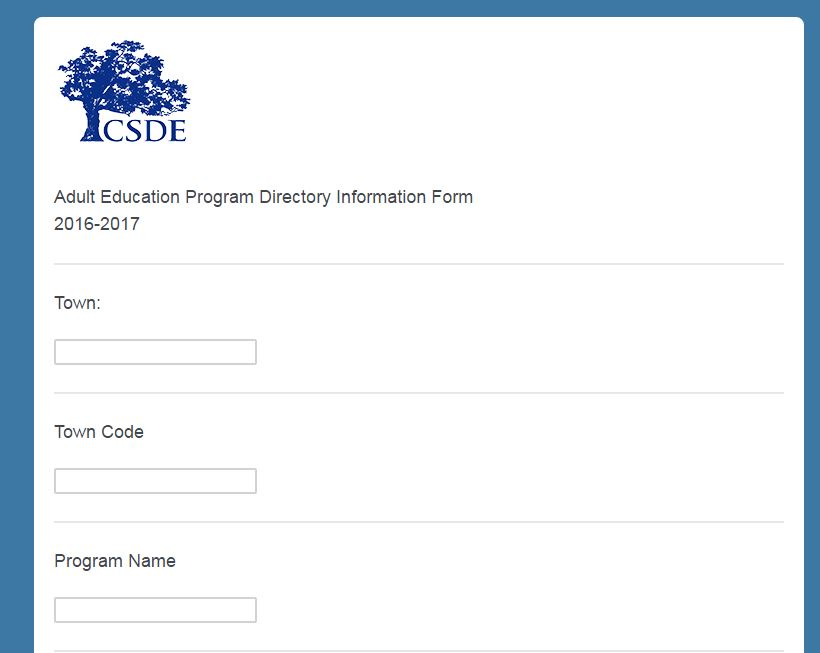 CSDE
Adult Education Program Directory Information Form
2016-2017
Town:
Town Code
Program Name